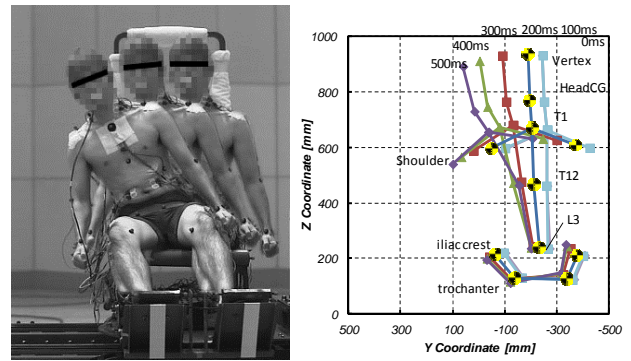 300ms 200ms 100ms
0ms
400ms
500ms
Vertex
HeadCG
T1
Shoulder
T12
L3
iliac crest
trochanter
1000
800
600
400
200
0
500 300 100 -100 -300 -500
Z Coordinate [mm]
Y Coordinate [mm]